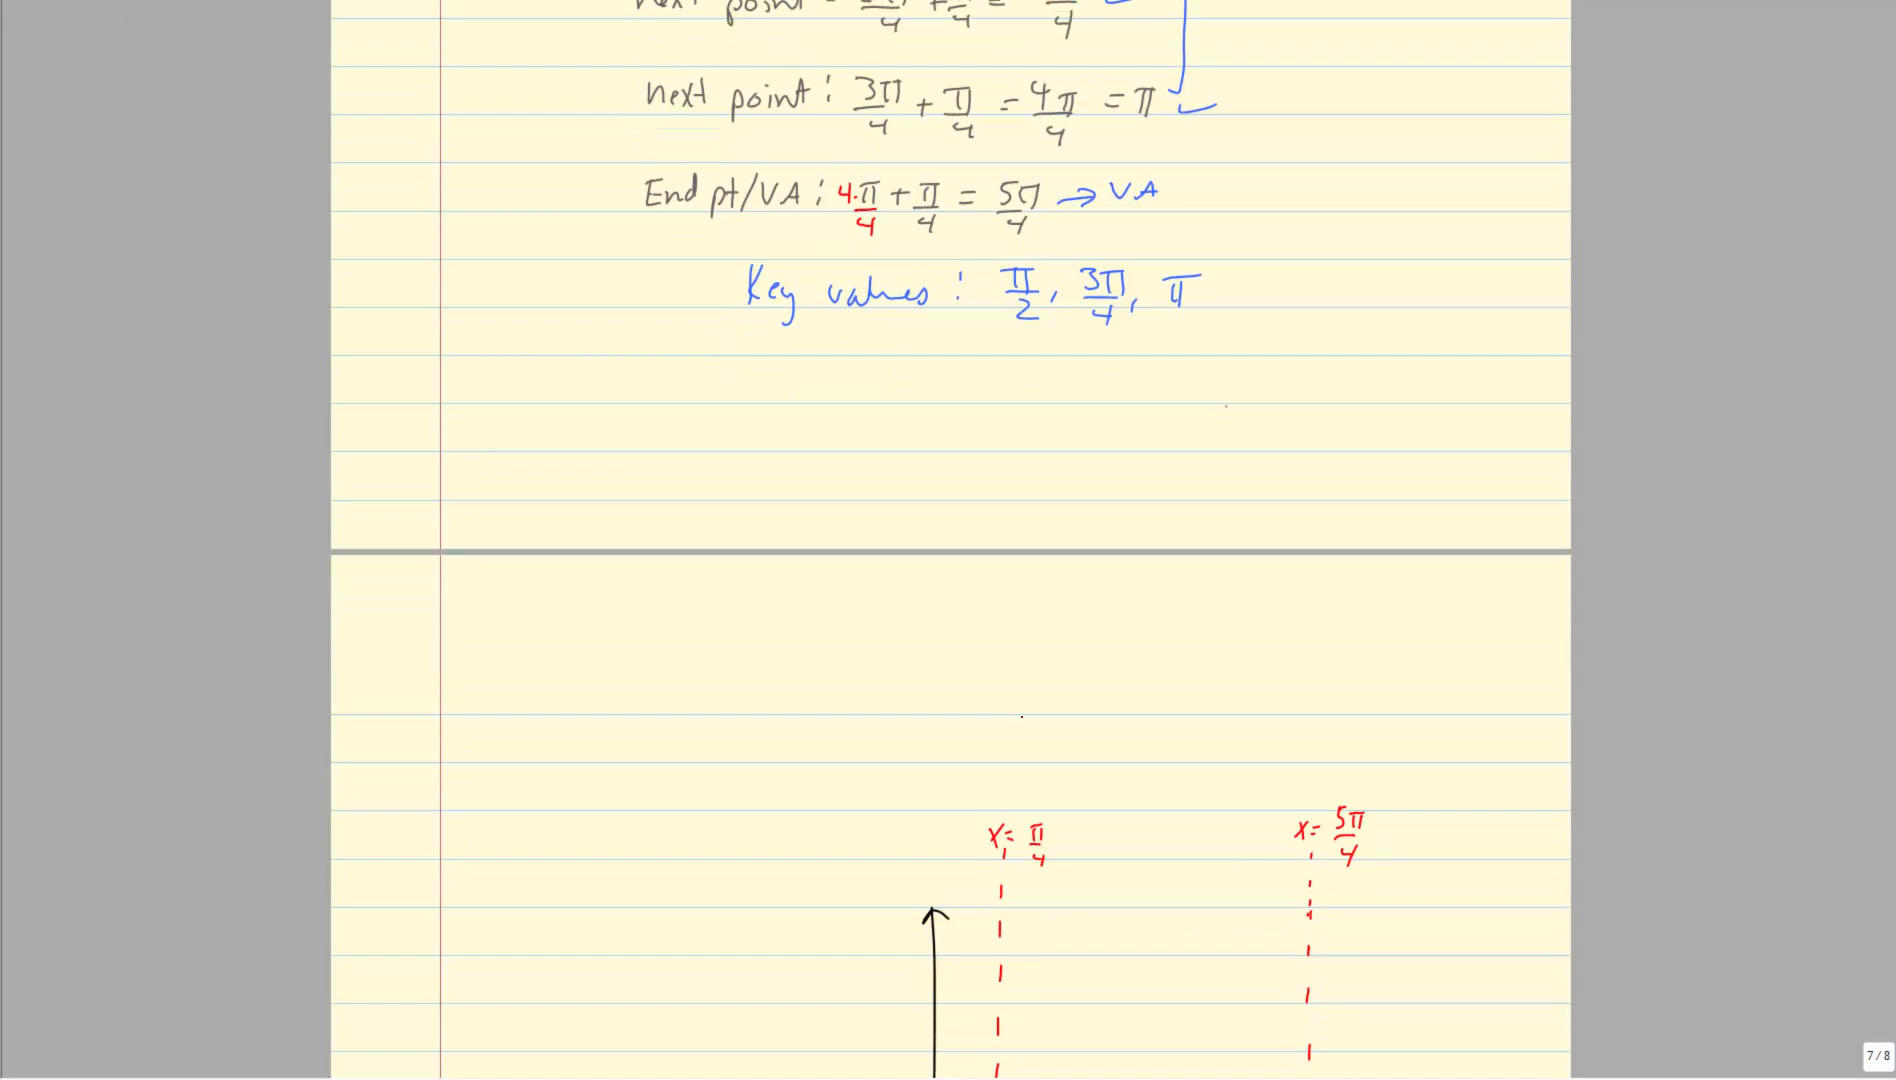 next point : 3π/4 + π/4 = 4π/4 = π
End pt/VA : 4·π/4 + π/4 = 5π/4 → VA
Key values : π/2, 3π/4, π
x = π/4
x = 5π/4
7 / 8